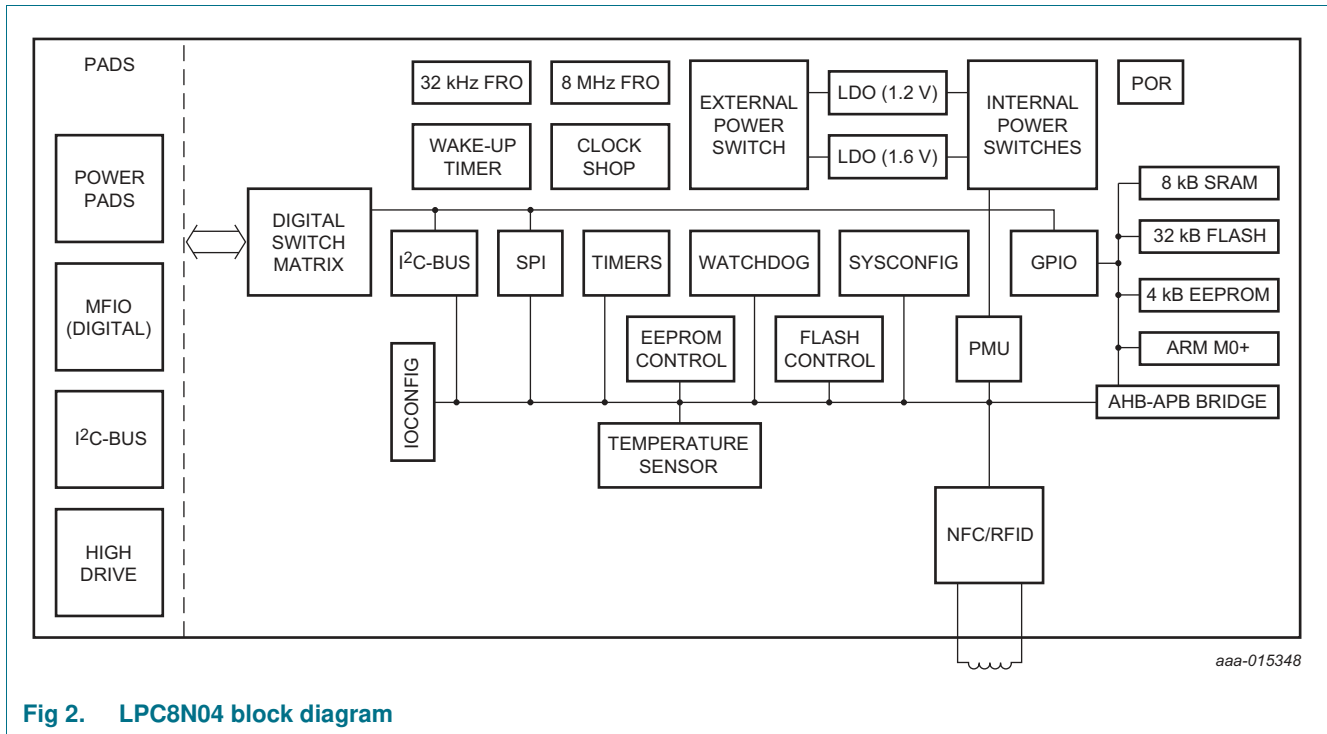 PADS
POWER
PADS
MFIO
(DIGITAL)
I2C-BUS
HIGH
DRIVE
DIGITAL
SWITCH
MATRIX
32 kHz FRO
8 MHz FRO
WAKE-UP
TIMER
CLOCK
SHOP
EXTERNAL
POWER
SWITCH
LDO (1.2 V)
LDO (1.6 V)
INTERNAL
POWER
SWITCHES
POR
I2C-BUS
SPI
TIMERS
WATCHDOG
SYSCONFIG
GPIO
8 kB SRAM
32 kB FLASH
4 kB EEPROM
ARM M0+
AHB-APB BRIDGE
IOCONFIG
EEPROM
CONTROL
FLASH
CONTROL
PMU
TEMPERATURE
SENSOR
NFC/RFID
aaa-015348
Fig 2. LPC8N04 block diagram